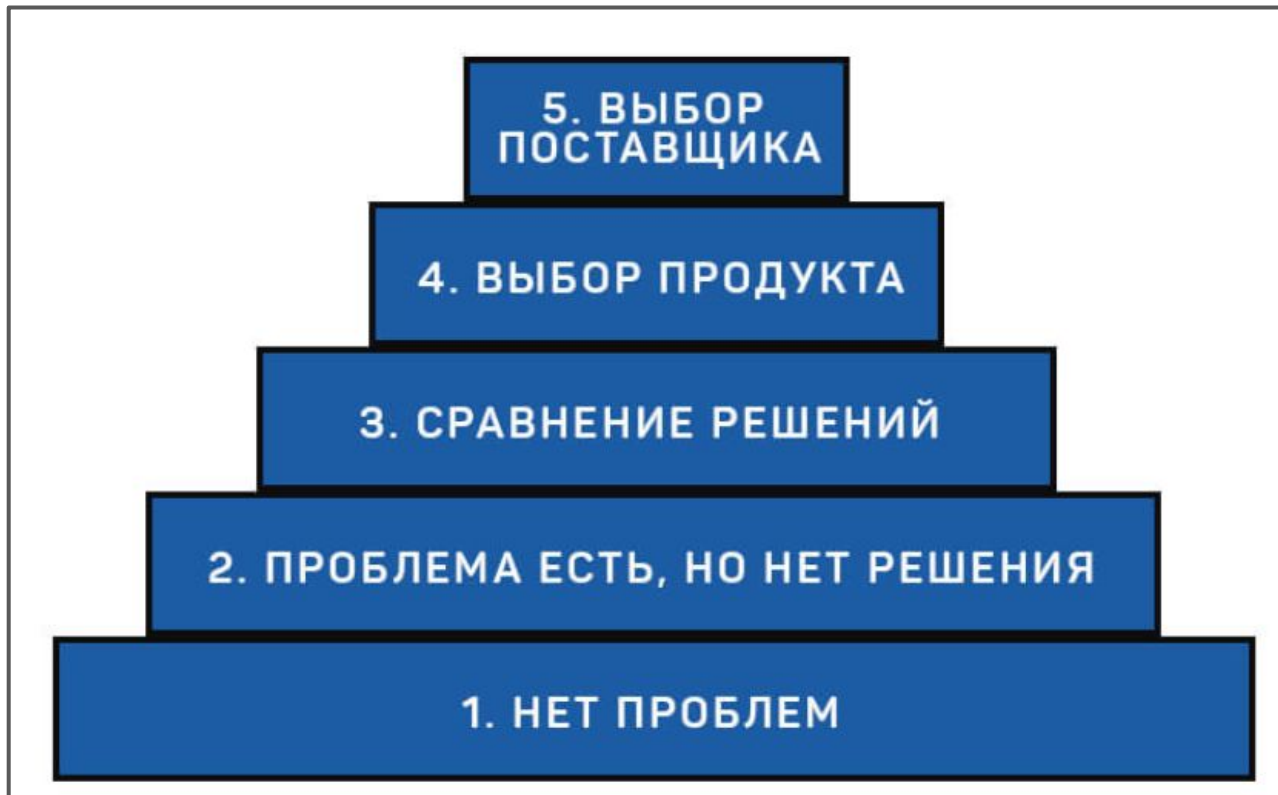 5. ВЫБОР
ПОСТАВЩИКА
4. ВЫБОР ПРОДУКТА
3. СРАВНЕНИЕ РЕШЕНИЙ
2. ПРОБЛЕМА ЕСТЬ, НО НЕТ РЕШЕНИЯ
1. НЕТ ПРОБЛЕМ